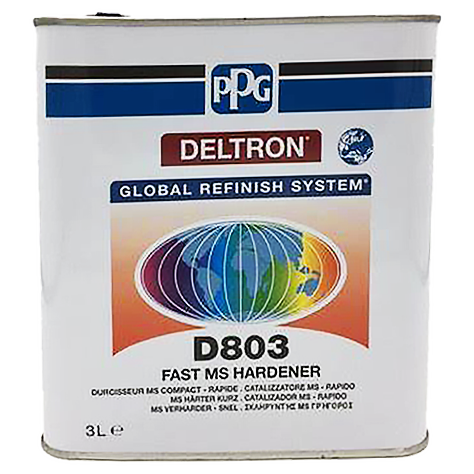 PPG
DELTRON®
GLOBAL REFINISH SYSTEM®
D803
FAST MS HARDENER
DURCISSEUR MS COMPACT - RAPIDE . CATALIZZATORE MS - RAPIDO
MS HÄRTER KURZ . CATALIZADOR MS - RAPIDO
MS VERHARDER - SNEL . ΣΚΛΗΡΥΝΤΗΣ MS ΓΡΗΓΟΡΟΣ
3L ℮